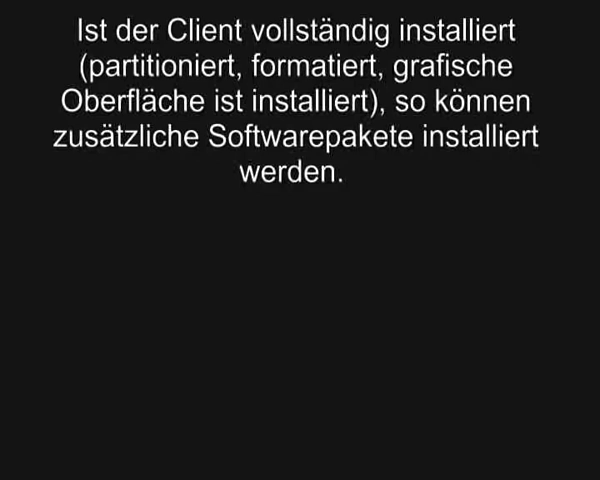 Ist der Client vollständig installiert
(partitioniert, formatiert, grafische
Oberfläche ist installiert), so können
zusätzliche Softwarepakete installiert
werden.